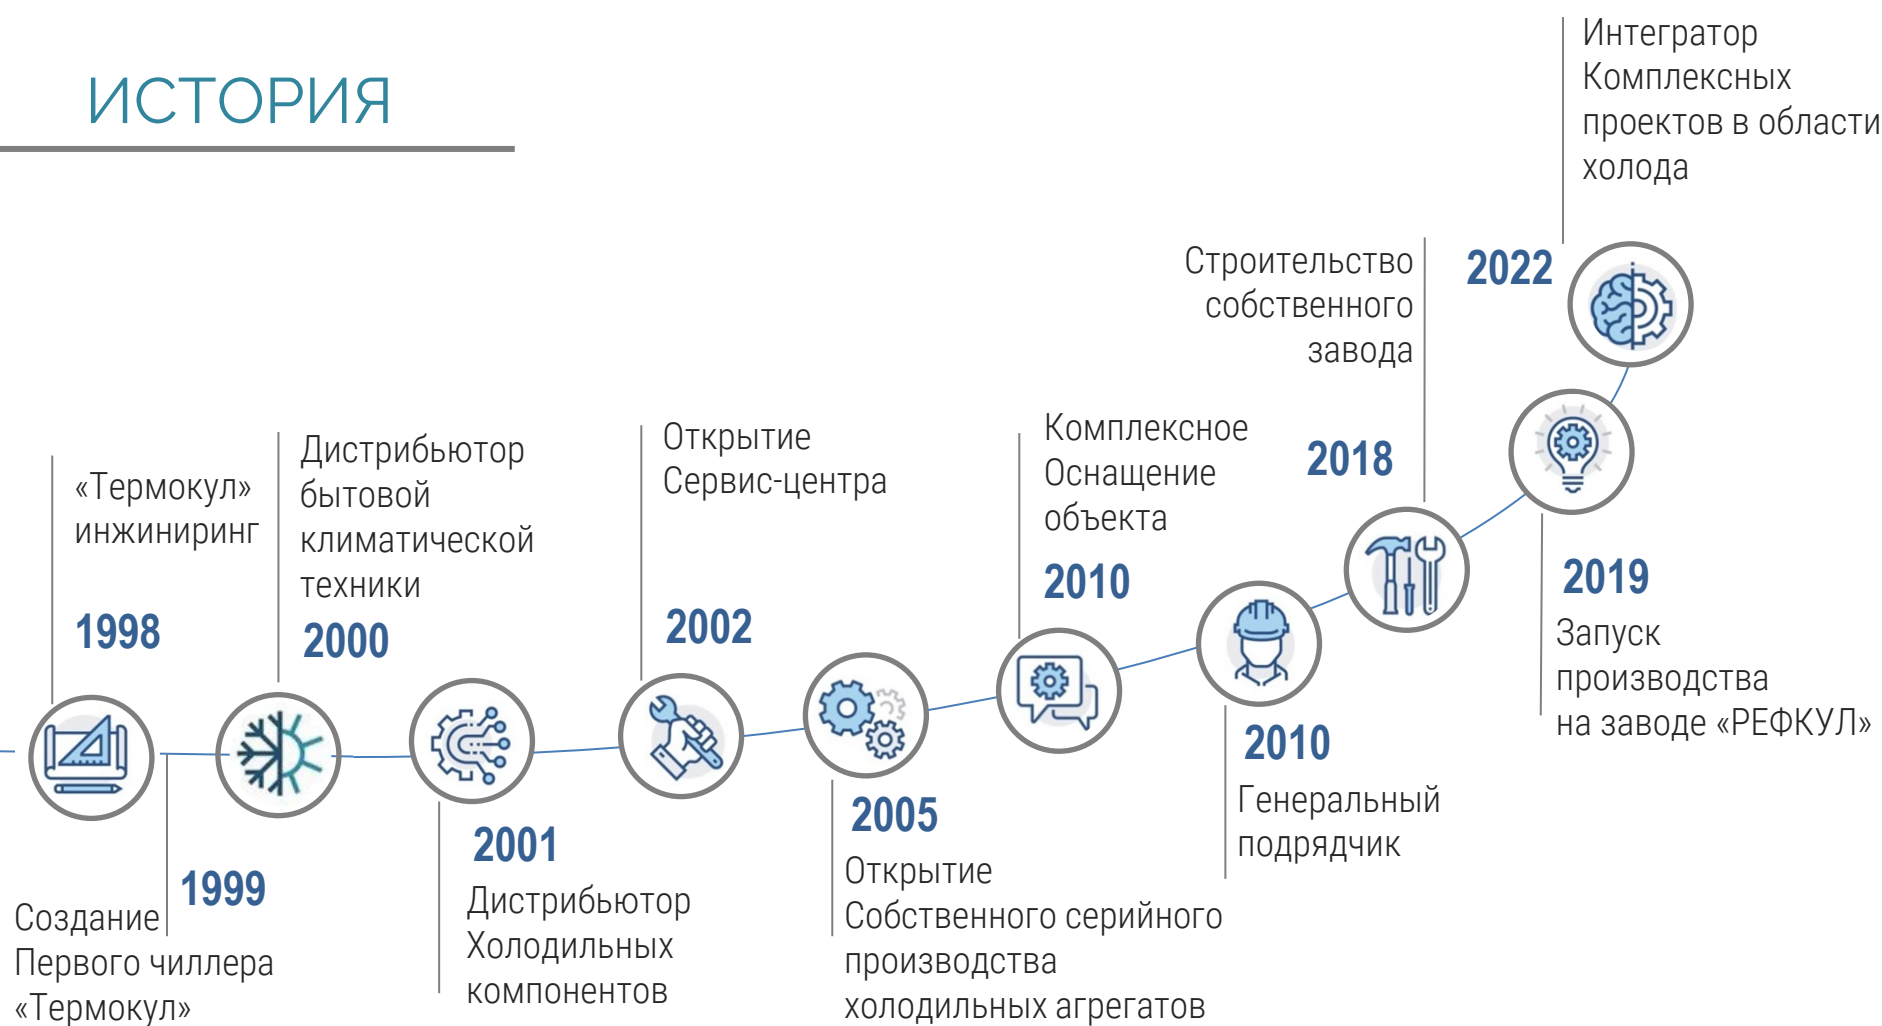 ИСТОРИЯ
«Термокул»
инжиниринг
1998
Создание
Первого чиллера
«Термокул»
1999
Дистрибьютор
бытовой
климатической
техники
2000
2001
Дистрибьютор
Холодильных
компонентов
Открытие
Сервис-центра
2002
2005
Открытие
Собственного серийного
производства
холодильных агрегатов
Комплексное
Оснащение
объекта
2010
2010
Генеральный
подрядчик
Строительство
собственного
завода
2018
2019
Запуск
производства
на заводе «РЕФКУЛ»
Интегратор
Комплексных
проектов в области
холода
2022